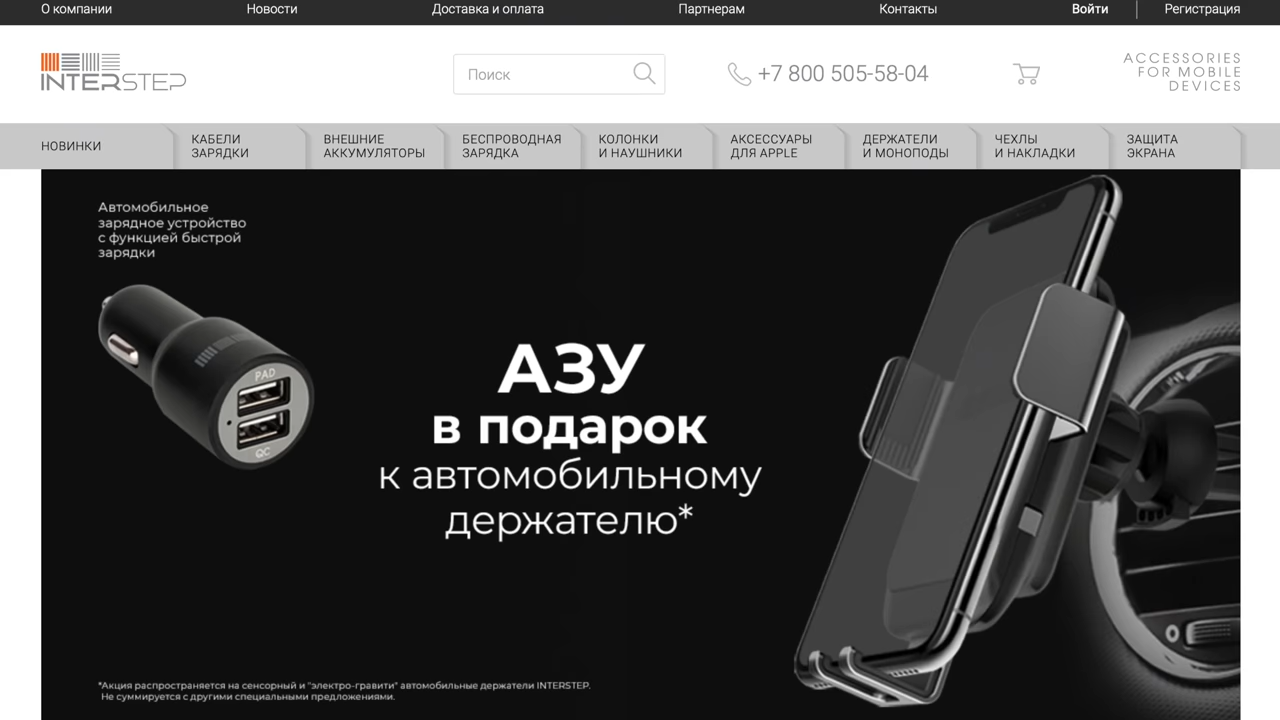 О компании
Новости
Доставка и оплата
Партнерам
Контакты
Войти
Регистрация
INTERSTEP
Поиск
+7 800 505-58-04
ACCESSORIES
FOR MOBILE
DEVICES
НОВИНКИ
КАБЕЛИ
ЗАРЯДКИ
ВНЕШНИЕ
АККУМУЛЯТОРЫ
БЕСПРОВОДНАЯ
ЗАРЯДКА
КОЛОНКИ
И НАУШНИКИ
АКСЕССУАРЫ
ДЛЯ APPLE
ДЕРЖАТЕЛИ
И МОНОПОДЫ
ЧЕХЛЫ
И НАКЛАДКИ
ЗАЩИТА
ЭКРАНА
Автомобильное
зарядное устройство
с функцией быстрой
зарядки
PAD
QC
АЗУ
в подарок
к автомобильному
держателю*
*Акция распространяется на сенсорный и "электро-гравити" автомобильные держатели INTERSTEP.
Не суммируется с другими специальными предложениями.